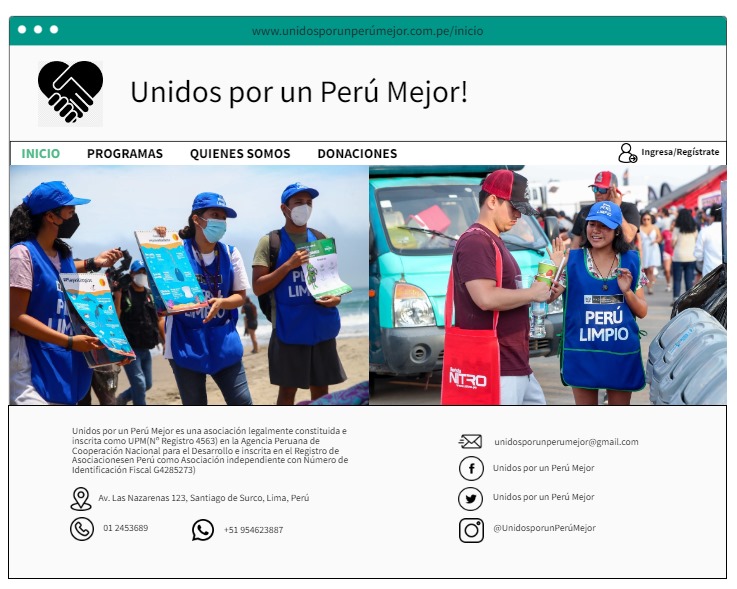 www.unidosporunperúmejor.com.pe/inicio
Unidos por un Perú Mejor!
INICIO PROGRAMAS QUIENES SOMOS DONACIONES Ingresa/Regístrate
PERÚ
LIMPIO
NITRO
Unidos por un Perú Mejor es una asociación legalmente constituida e
inscrita como UPM(N° Registro 4563) en la Agencia Peruana de
Cooperación Nacional para el Desarrollo e inscrita en el Registro de
Asociacionesen Perú como Asociación independiente con Número de
Identificación Fiscal G4285273)
Av. Las Nazarenas 123, Santiago de Surco, Lima, Perú
01 2453689
+51 954623887
unidosporunperumejor@gmail.com
Unidos por un Perú Mejor
Unidos por un Perú Mejor
@UnidosporunPerúMejor